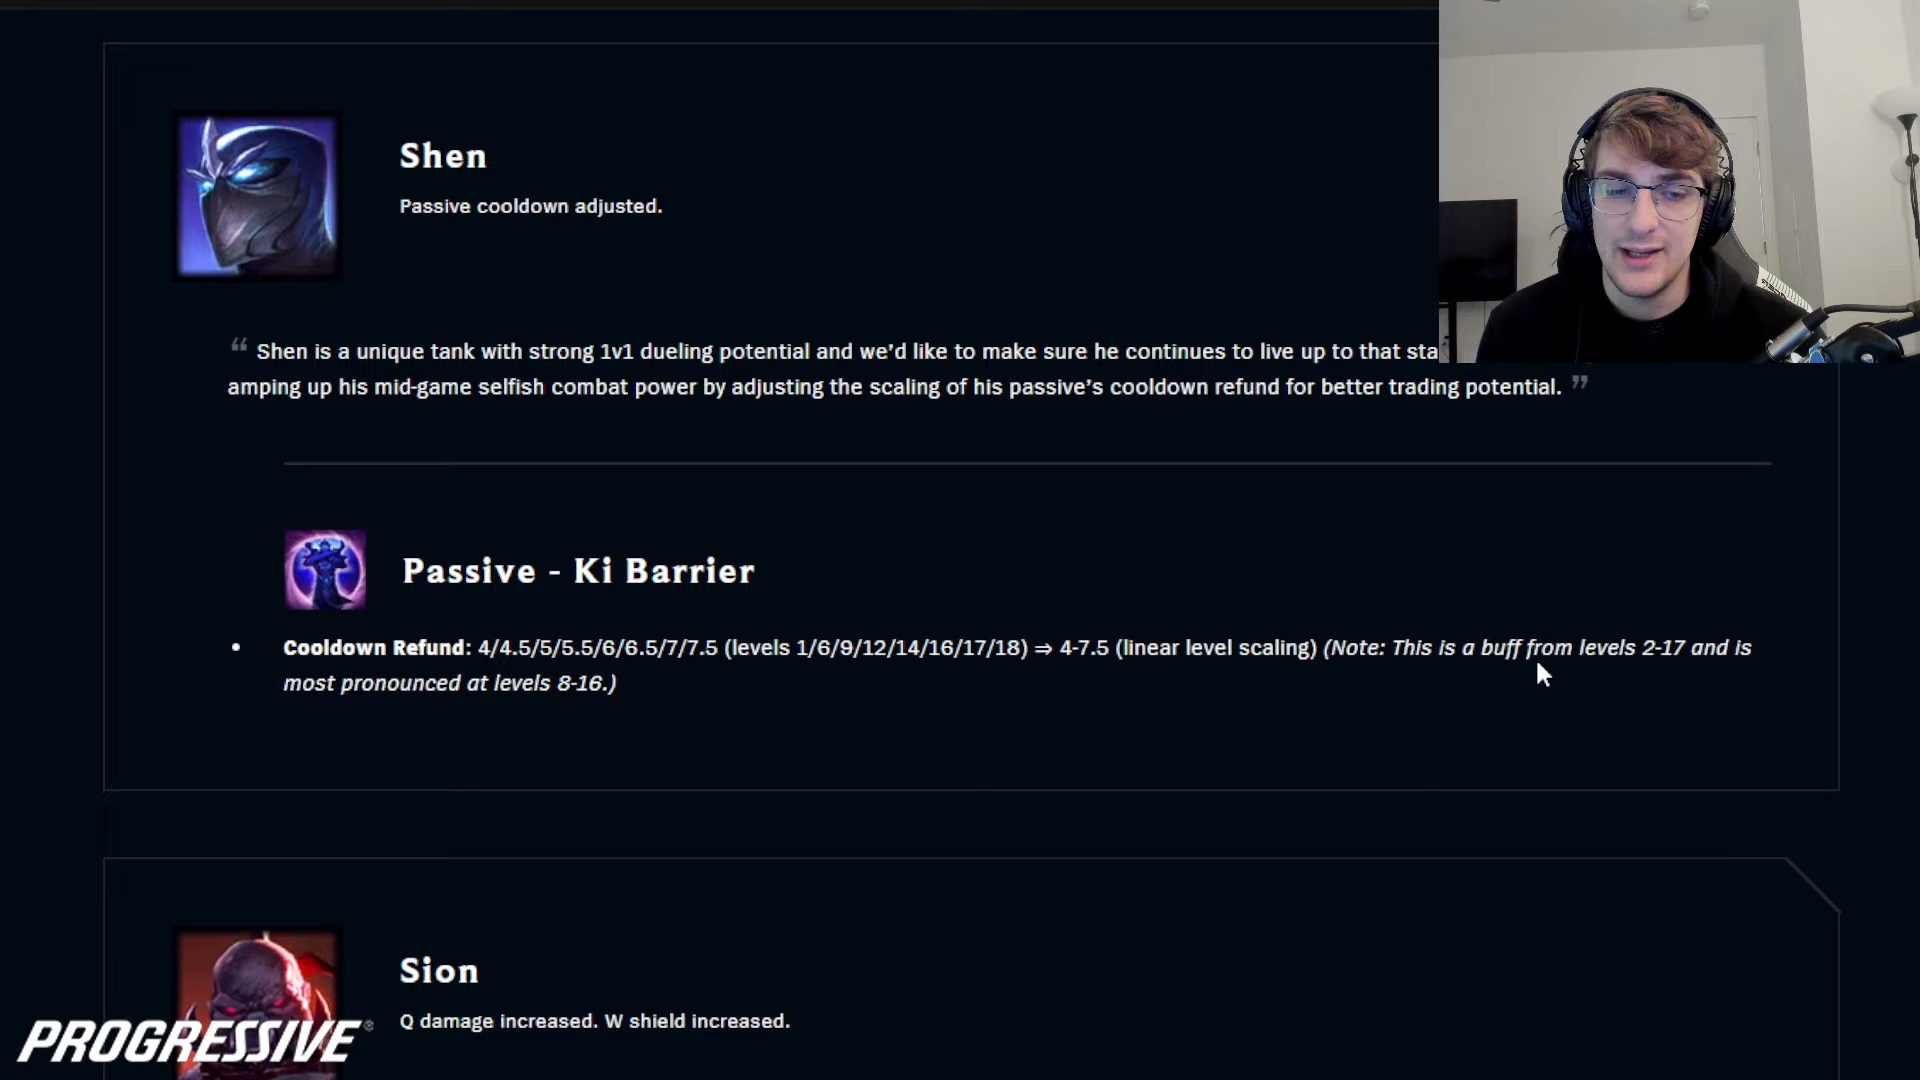 Shen
Passive cooldown adjusted.
“ Shen is a unique tank with strong 1v1 dueling potential and we’d like to make sure he continues to live up to that sta
amping up his mid-game selfish combat power by adjusting the scaling of his passive’s cooldown refund for better trading potential. ”
Passive - Ki Barrier
• Cooldown Refund: 4/4.5/5/5.5/6/6.5/7/7.5 (levels 1/6/9/12/14/16/17/18) ⇒ 4-7.5 (linear level scaling) (Note: This is a buff from levels 2-17 and is
most pronounced at levels 8-16.)
Sion
Q damage increased. W shield increased.
PROGRESSIVE®